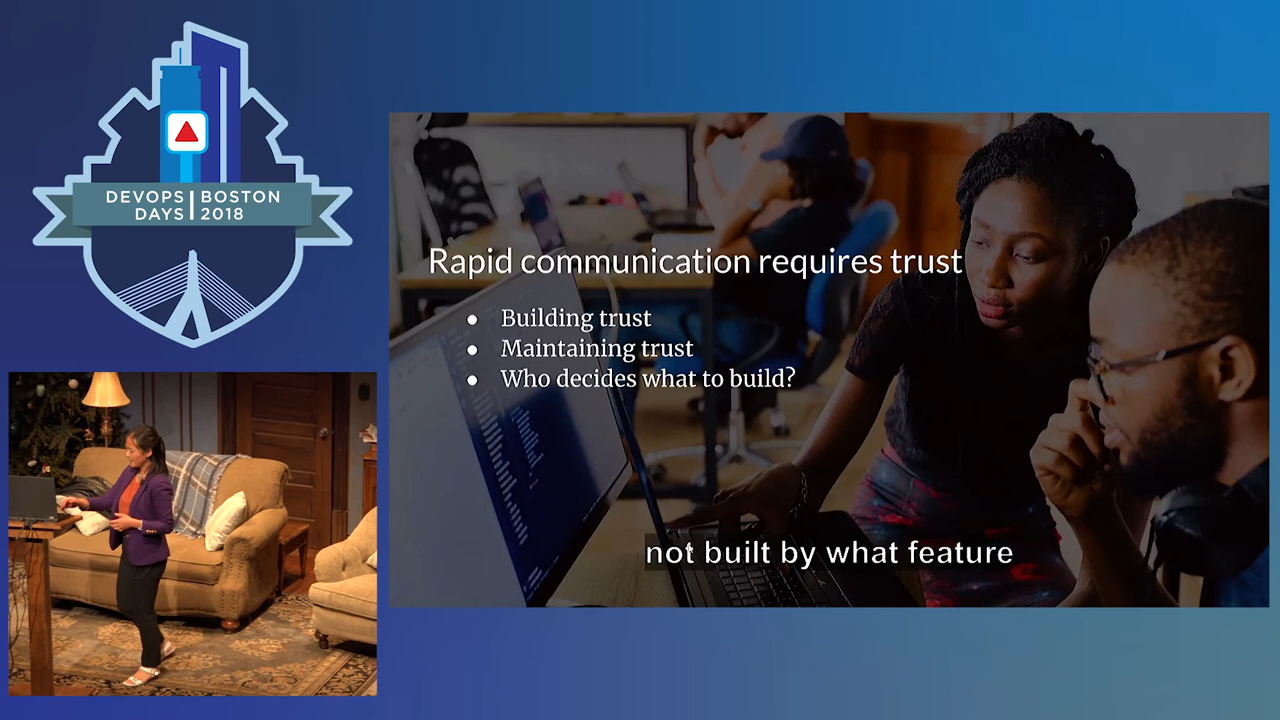 DEVOPS BOSTON
DAYS 2018
Rapid communication requires trust
● Building trust
● Maintaining trust
● Who decides what to build?
not built by what feature